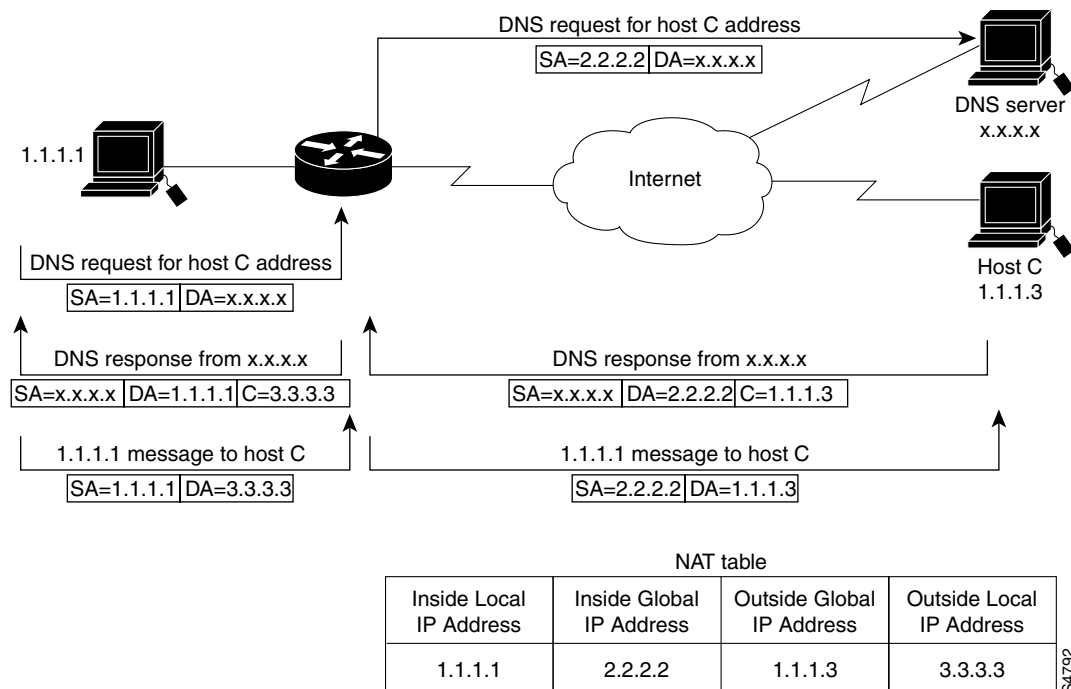 DNS request for host C address
SA=2.2.2.2 DA=x.x.x.x
DNS server
x.x.x.x
1.1.1.1
Internet
Host C
1.1.1.3
DNS request for host C address
SA=1.1.1.1 DA=x.x.x.x
DNS response from x.x.x.x
SA=x.x.x.x DA=1.1.1.1 C=3.3.3.3
DNS response from x.x.x.x
SA=x.x.x.x DA=2.2.2.2 C=1.1.1.3
1.1.1.1 message to host C
SA=1.1.1.1 DA=3.3.3.3
1.1.1.1 message to host C
SA=2.2.2.2 DA=1.1.1.3
NAT table
Inside Local IP Address
Inside Global IP Address
Outside Global IP Address
Outside Local IP Address
1.1.1.1 2.2.2.2 1.1.1.3 3.3.3.3